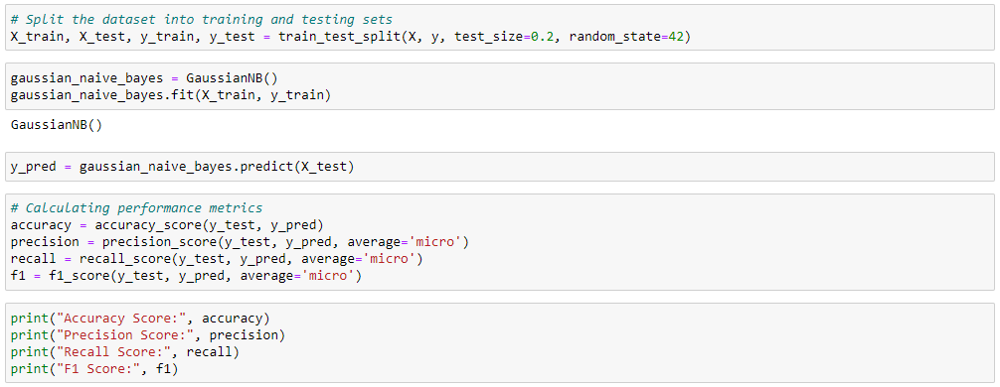 # Split the dataset into training and testing sets
X_train, X_test, y_train, y_test = train_test_split(X, y, test_size=0.2, random_state=42)
gaussian_naive_bayes = GaussianNB()
gaussian_naive_bayes.fit(X_train, y_train)
GaussianNB()
y_pred = gaussian_naive_bayes.predict(X_test)
# Calculating performance metrics
accuracy = accuracy_score(y_test, y_pred)
precision = precision_score(y_test, y_pred, average='micro')
recall = recall_score(y_test, y_pred, average='micro')
f1 = f1_score(y_test, y_pred, average='micro')
print("Accuracy Score:", accuracy)
print("Precision Score:", precision)
print("Recall Score:", recall)
print("F1 Score:", f1)